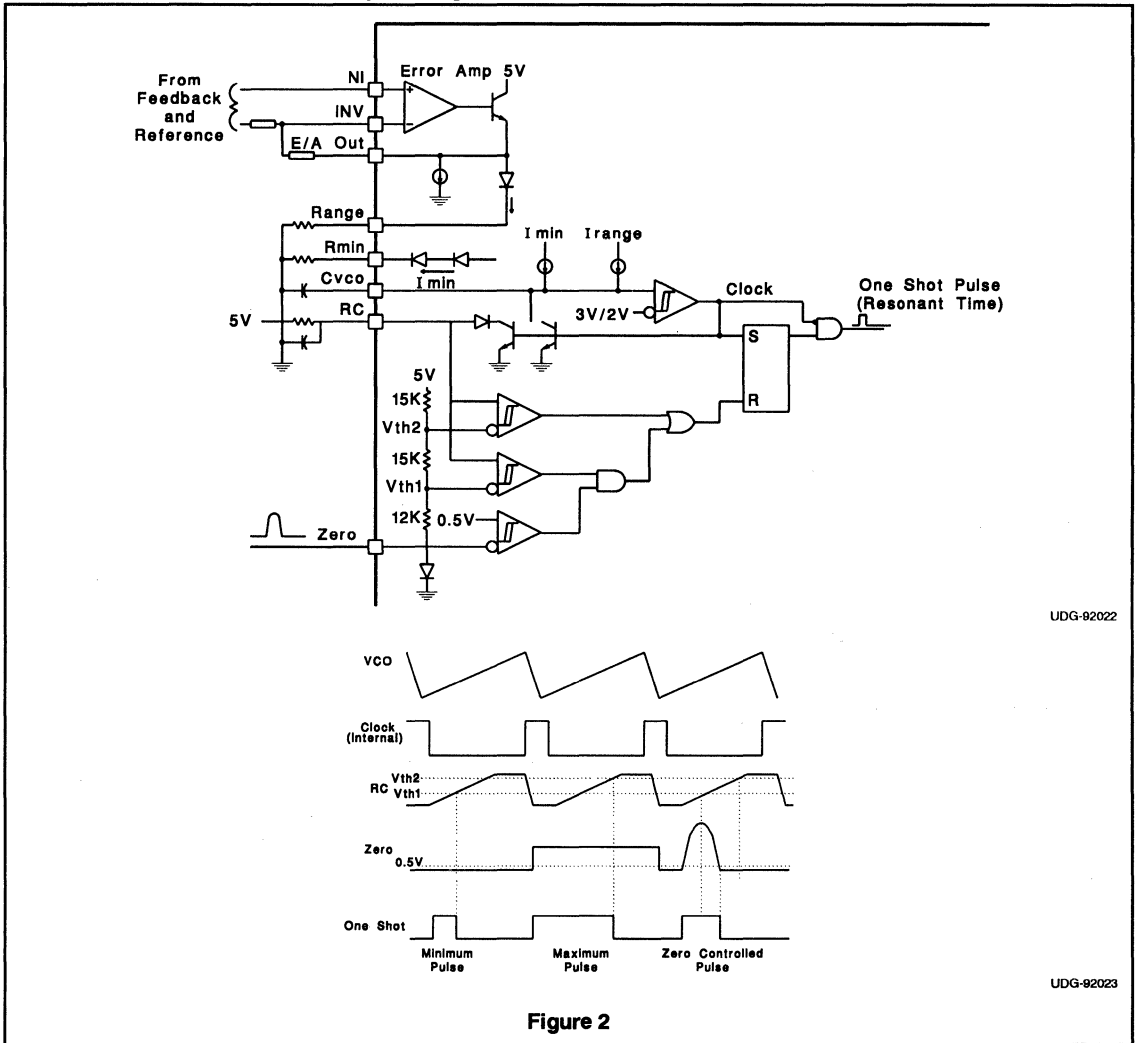 Error Amp 5V
From
Feedback
and
Reference
NI
INV
E/A Out
Range
Rmin
I min
I min
I range
Cvco
RC
5V
3V/2V
Clock
One Shot Pulse
(Resonant Time)
S
R
5V
15K
Vth2
15K
Vth1
12K
0.5V
Zero
UDG-92022
VCO
Clock
(Internal)
Vth2
RC
Vth1
Zero
0.5V
One Shot
Minimum
Pulse
Maximum
Pulse
Zero Controlled
Pulse
UDG-92023
Figure 2